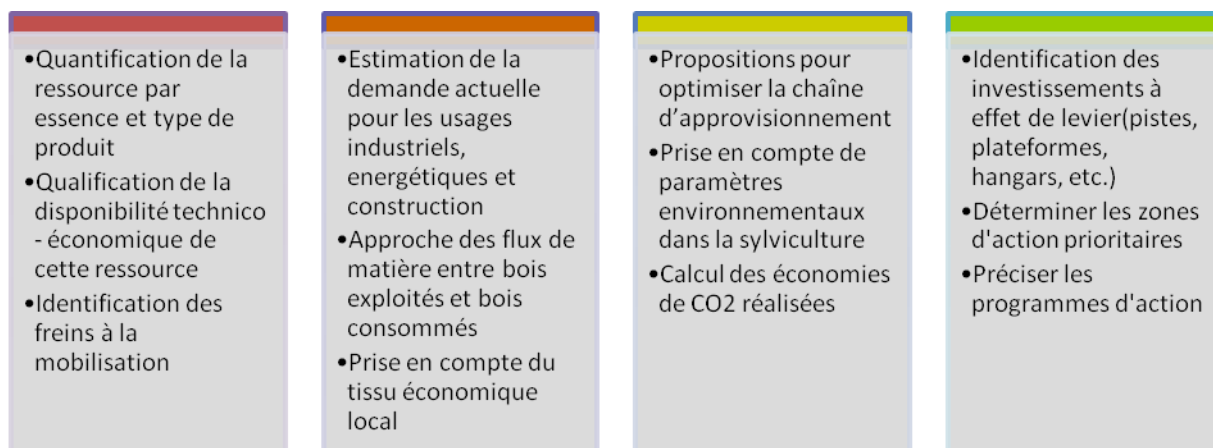 •Quantification de la
ressource par
essence et type de
produit
•Qualification de la
disponibilité technico
- économique de
cette ressource
•Identification des
freins à la
mobilisation
•Estimation de la
demande actuelle
pour les usages
industriels,
énergétiques et
construction
•Approche des flux de
matière entre bois
exploités et bois
consommés
•Prise en compte du
tissu économique
local
•Propositions pour
optimiser la chaîne
d’approvisionnement
•Prise en compte de
paramètres
environnementaux
dans la sylviculture
•Calcul des économies
de CO2 réalisées
•Identification des
investissements à
effet de levier(pistes,
plateformes,
hangars, etc.)
•Déterminer les zones
d'action prioritaires
•Préciser les
programmes d'action